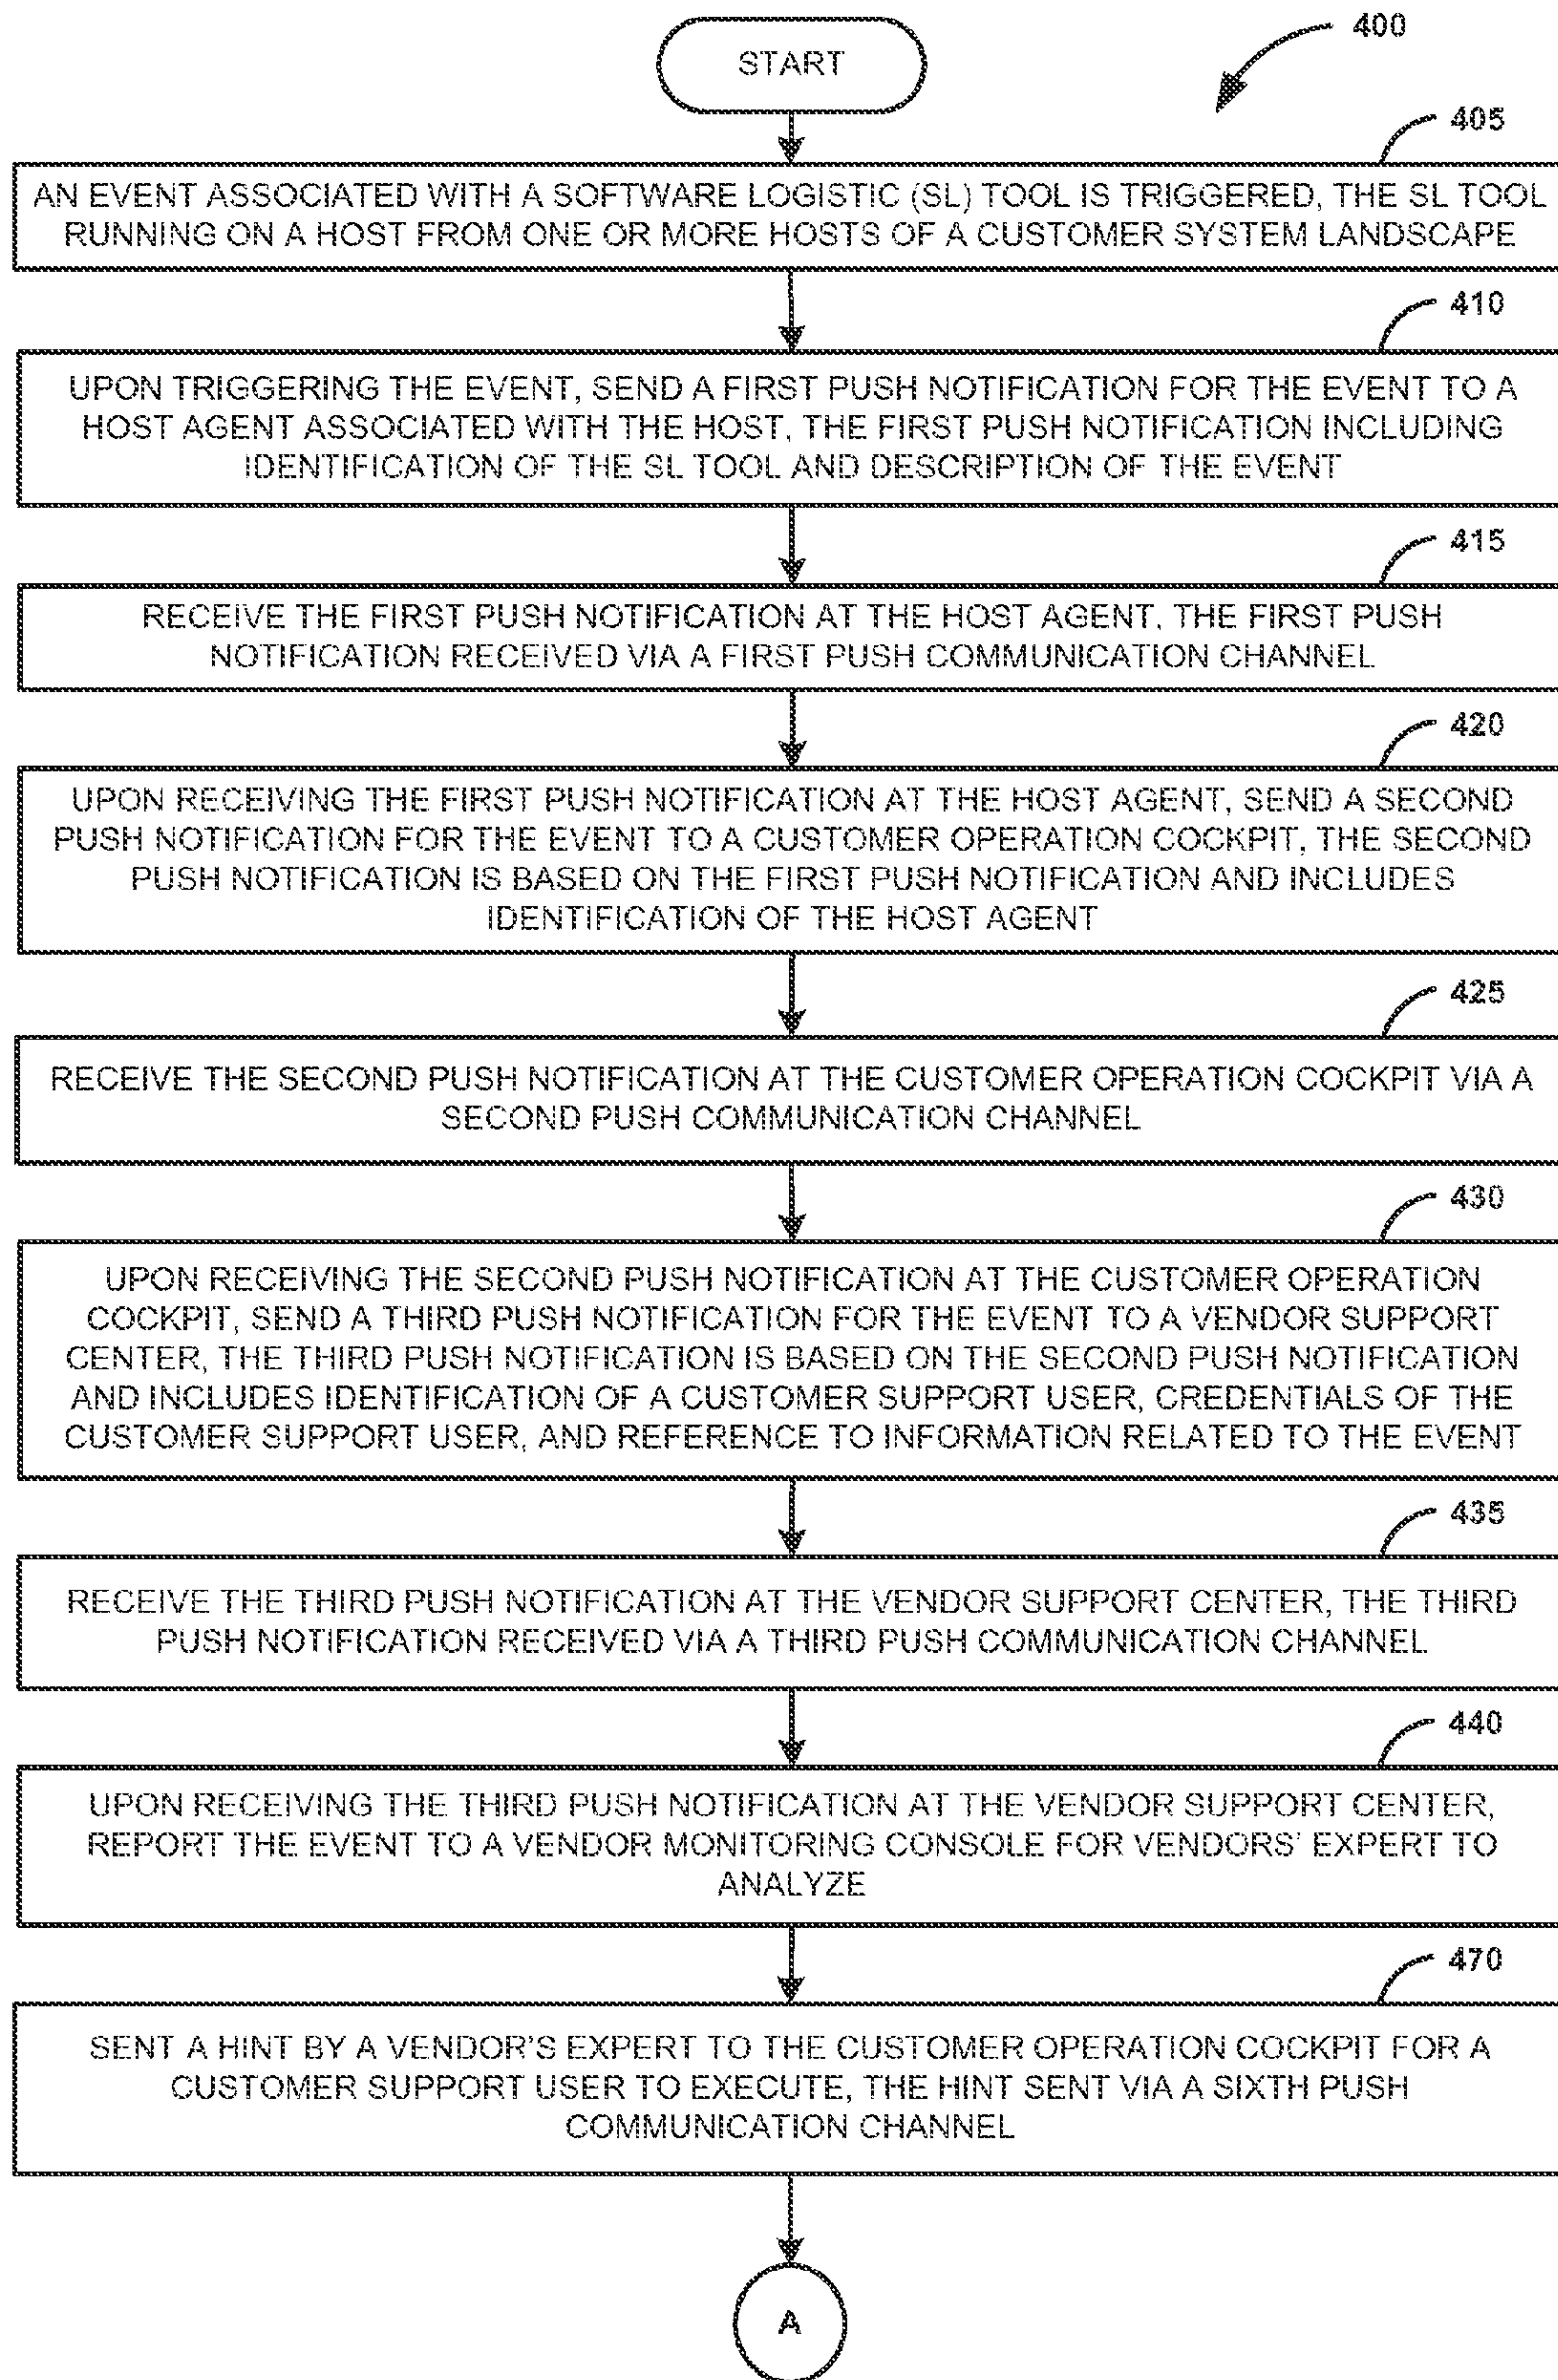 START
400
405
AN EVENT ASSOCIATED WITH A SOFTWARE LOGISTIC (SL) TOOL IS TRIGGERED, THE SL TOOL
RUNNING ON A HOST FROM ONE OR MORE HOSTS OF A CUSTOMER SYSTEM LANDSCAPE
410
UPON TRIGGERING THE EVENT, SEND A FIRST PUSH NOTIFICATION FOR THE EVENT TO A
HOST AGENT ASSOCIATED WITH THE HOST, THE FIRST PUSH NOTIFICATION INCLUDING
IDENTIFICATION OF THE SL TOOL AND DESCRIPTION OF THE EVENT
415
RECEIVE THE FIRST PUSH NOTIFICATION AT THE HOST AGENT, THE FIRST PUSH
NOTIFICATION RECEIVED VIA A FIRST PUSH COMMUNICATION CHANNEL
420
UPON RECEIVING THE FIRST PUSH NOTIFICATION AT THE HOST AGENT, SEND A SECOND
PUSH NOTIFICATION FOR THE EVENT TO A CUSTOMER OPERATION COCKPIT, THE SECOND
PUSH NOTIFICATION IS BASED ON THE FIRST PUSH NOTIFICATION AND INCLUDES
IDENTIFICATION OF THE HOST AGENT
425
RECEIVE THE SECOND PUSH NOTIFICATION AT THE CUSTOMER OPERATION COCKPIT VIA A
SECOND PUSH COMMUNICATION CHANNEL
430
UPON RECEIVING THE SECOND PUSH NOTIFICATION AT THE CUSTOMER OPERATION
COCKPIT, SEND A THIRD PUSH NOTIFICATION FOR THE EVENT TO A VENDOR SUPPORT
CENTER, THE THIRD PUSH NOTIFICATION IS BASED ON THE SECOND PUSH NOTIFICATION
AND INCLUDES IDENTIFICATION OF A CUSTOMER SUPPORT USER, CREDENTIALS OF THE
CUSTOMER SUPPORT USER, AND REFERENCE TO INFORMATION RELATED TO THE EVENT
435
RECEIVE THE THIRD PUSH NOTIFICATION AT THE VENDOR SUPPORT CENTER, THE THIRD
PUSH NOTIFICATION RECEIVED VIA A THIRD PUSH COMMUNICATION CHANNEL
440
UPON RECEIVING THE THIRD PUSH NOTIFICATION AT THE VENDOR SUPPORT CENTER,
REPORT THE EVENT TO A VENDOR MONITORING CONSOLE FOR VENDORS' EXPERT TO
ANALYZE
470
SENT A HINT BY A VENDOR'S EXPERT TO THE CUSTOMER OPERATION COCKPIT FOR A
CUSTOMER SUPPORT USER TO EXECUTE, THE HINT SENT VIA A SIXTH PUSH
COMMUNICATION CHANNEL
A